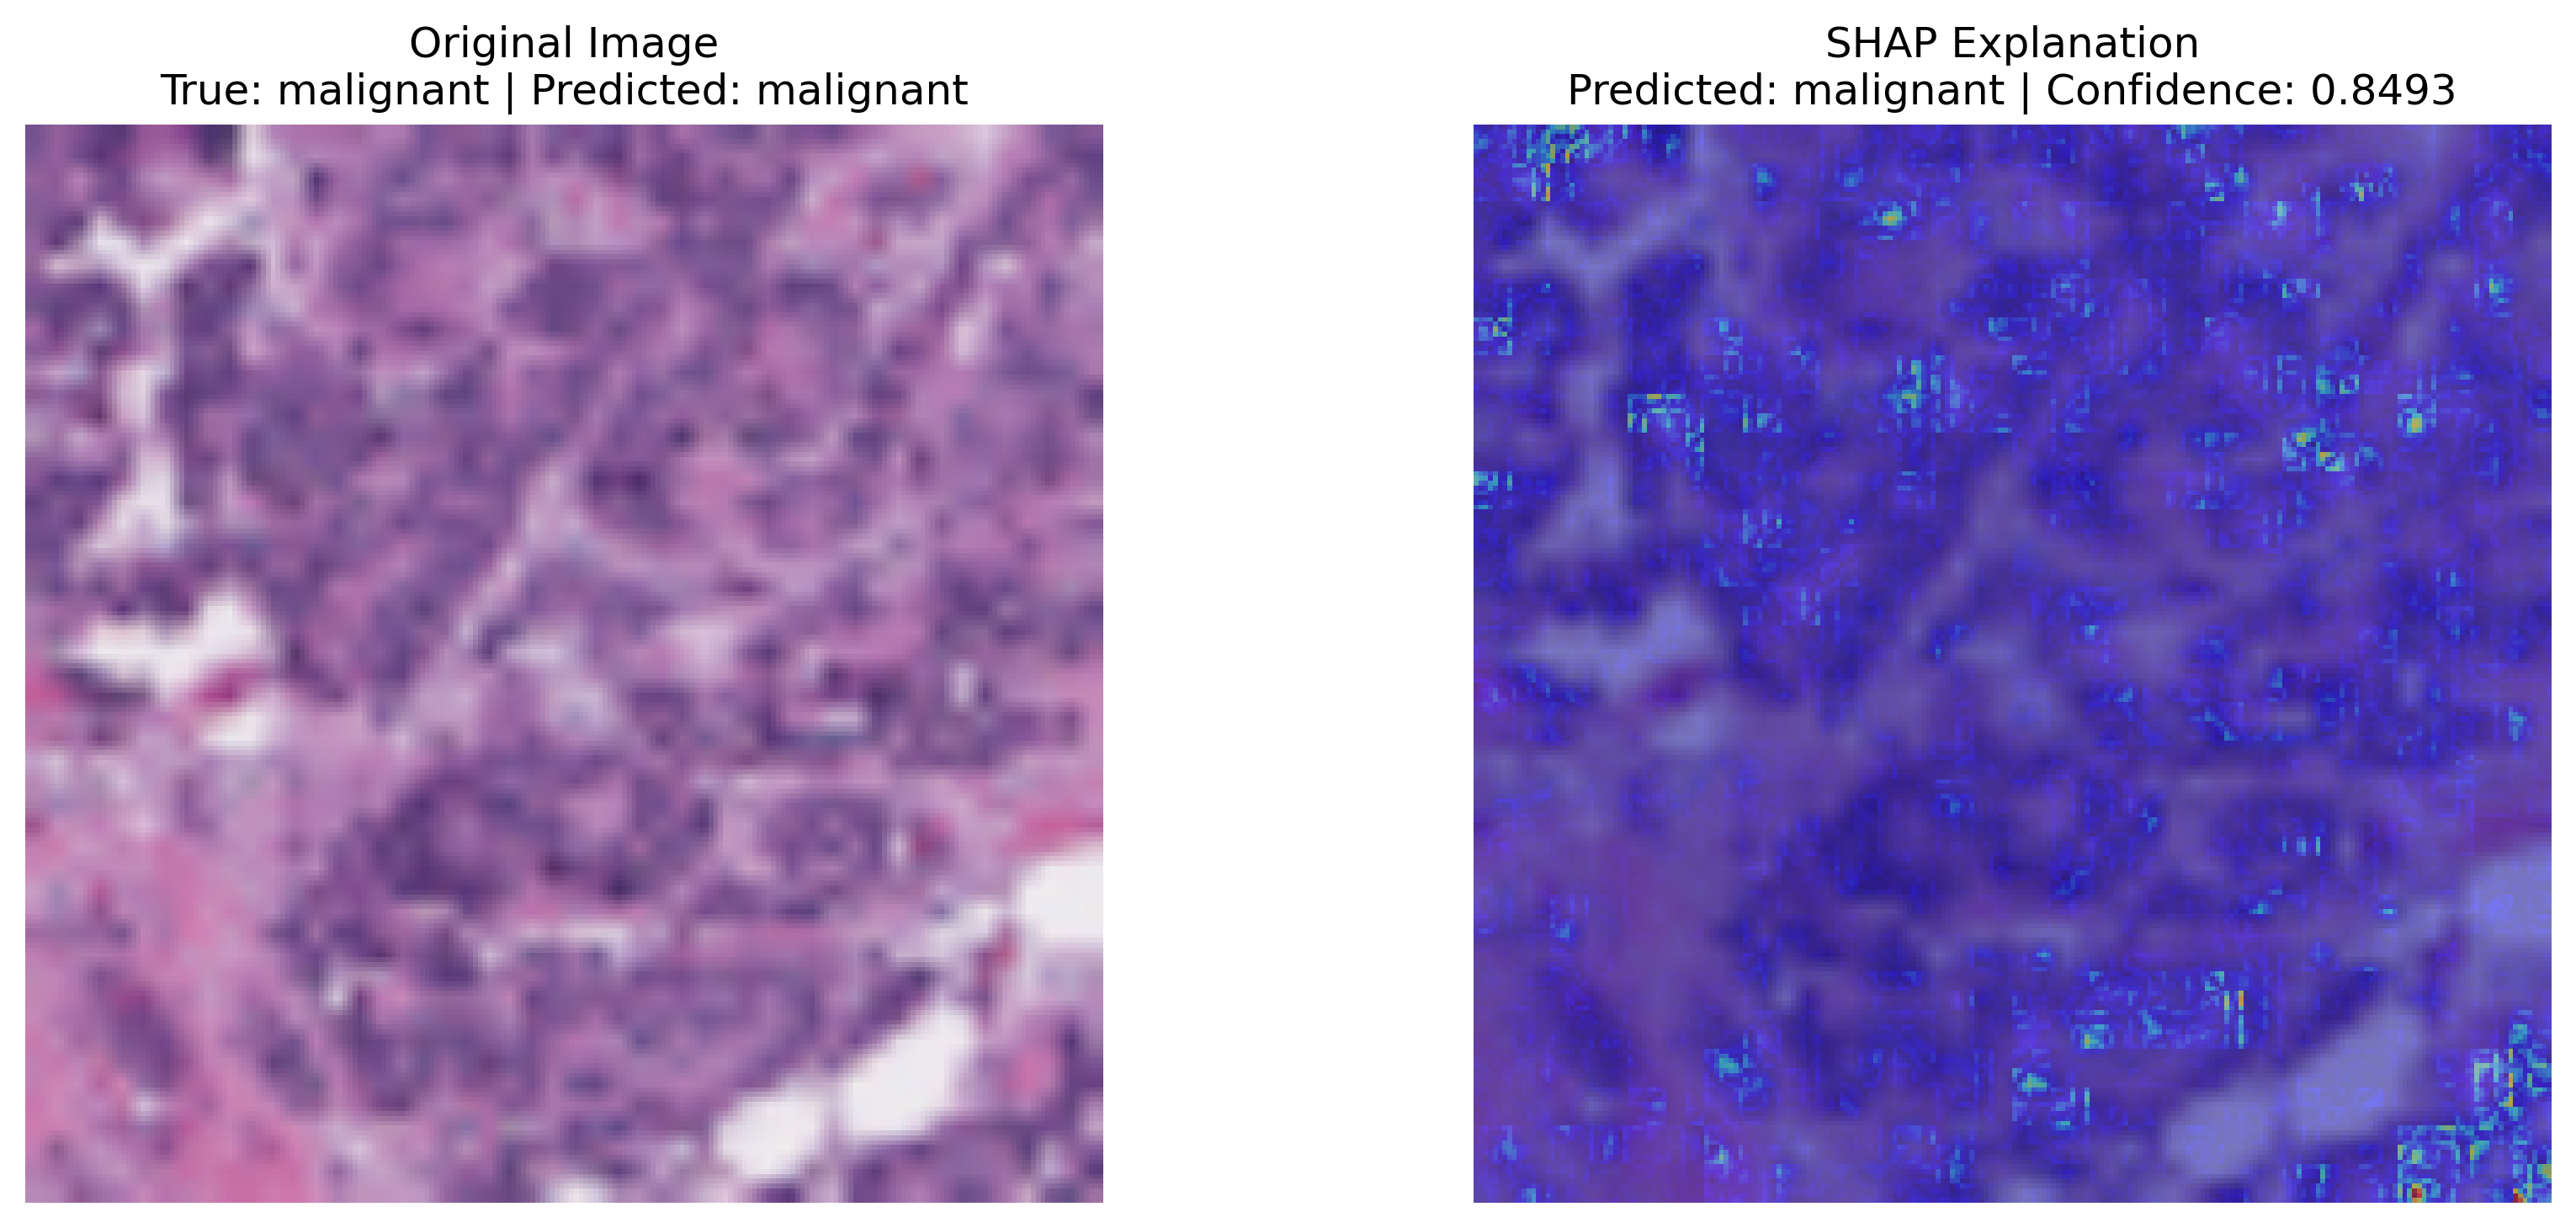 Original Image
True: malignant | Predicted: malignant
SHAP Explanation
Predicted: malignant | Confidence: 0.8493